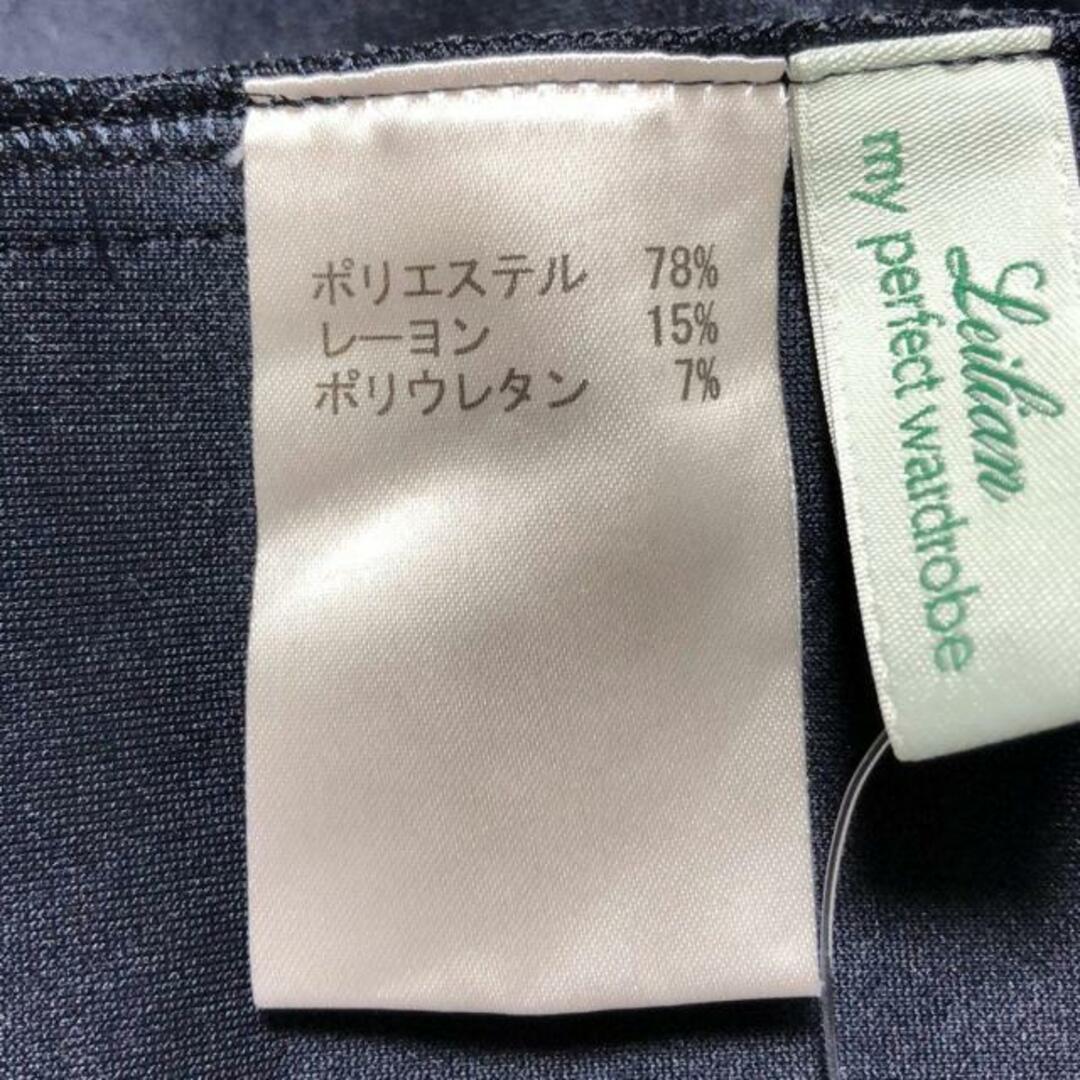 ポリエステル 78%
レーヨン 15%
ポリウレタン 7%
Leilian
my perfect wardrobe